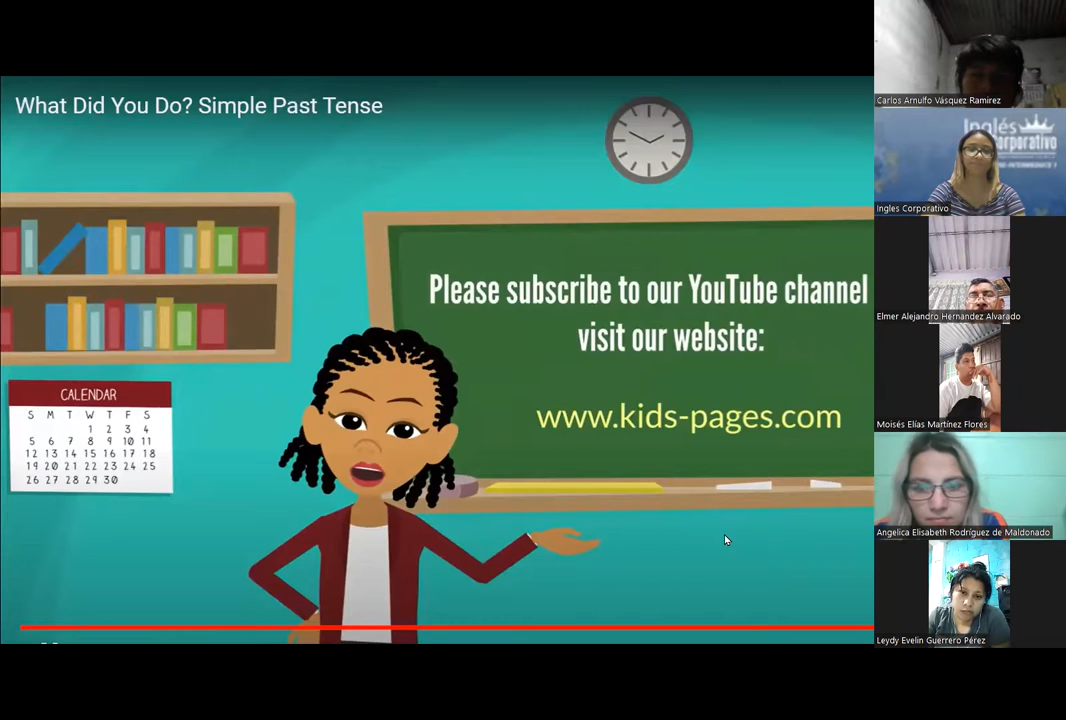 What Did You Do? Simple Past Tense
Please subscribe to our YouTube channel
visit our website:
www.kids-pages.com
CALENDAR
S M T W T F S
1 2 3 4
5 6 7 8 9 10 11
12 13 14 15 16 17 18
19 20 21 22 23 24 25
26 27 28 29 30
Carlos Arnulfo Vásquez Ramirez
Inglés
Corporativo
Ingles Corporativo
Elmer Alejandro Hernandez Alvarado
Moisés Elías Martínez Flores
Angelica Elisabeth Rodríguez de Maldonado
Leydy Evelin Guerrero Pérez